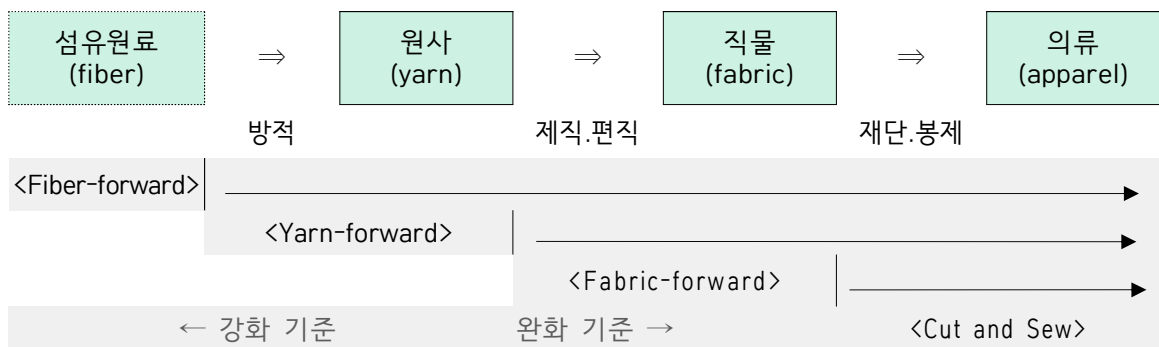 섬유원료 ⇒ 원사 ⇒ 직물 ⇒ 의류
(fiber) (yarn) (fabric) (apparel)
방적 제직.편직 재단.봉제
<Fiber-forward>
<Yarn-forward>
<Fabric-forward>
← 강화 기준 완화 기준 → <Cut and Sew>